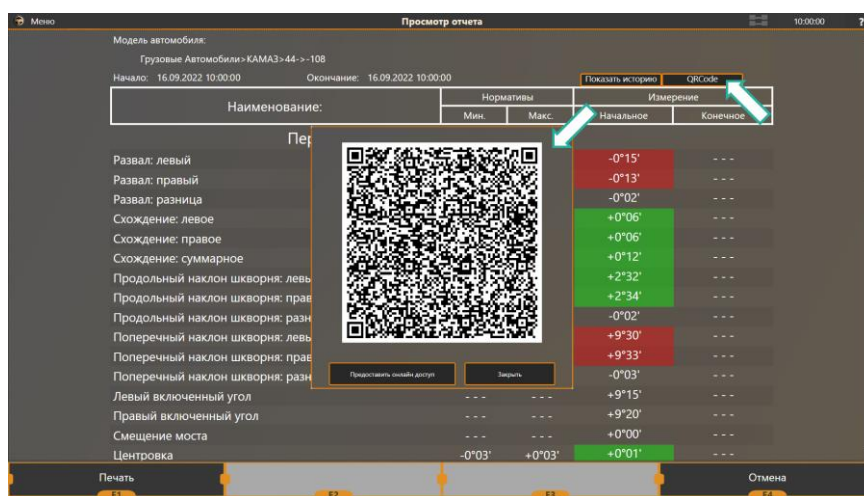 Меню Просмотр отчета 10:00:00 ?
Модель автомобиля:
Грузовые Автомобили>КАМАЗ>44->-108
Начало: 16.09.2022 10:00:00 Окончание: 16.09.2022 10:00:00 Показать историю QRCode
Наименование: Нормативы Измерение
Мин. Макс. Начальное Конечное
Пер
Развал: левый -0°15' - - -
Развал: правый -0°13' - - -
Развал: разница -0°02' - - -
Схождение: левое +0°06' - - -
Схождение: правое +0°06' - - -
Схождение: суммарное +0°12' - - -
Продольный наклон шкворня: левы +2°32' - - -
Продольный наклон шкворня: прав +2°34' - - -
Продольный наклон шкворня: разн -0°02' - - -
Поперечный наклон шкворня: левы +9°30' - - -
Поперечный наклон шкворня: прав +9°33' - - -
Поперечный наклон шкворня: разн -0°03' - - -
Предоставить онлайн доступ Закрыть
Левый включенный угол - - - - - - +9°15' - - -
Правый включенный угол - - - - - - +9°20' - - -
Смещение моста - - - - - - +0°00' - - -
Центровка -0°03' +0°03' +0°01' - - -
Печать Отмена
F1 F2 F3 F4